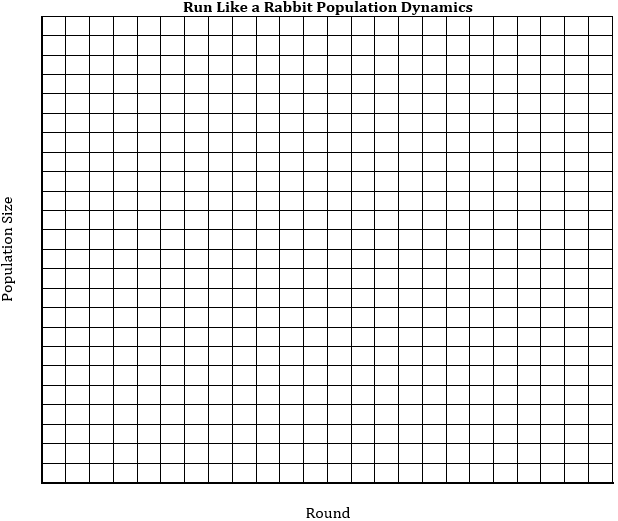 Run Like a Rabbit Population Dynamics
Population Size
Round